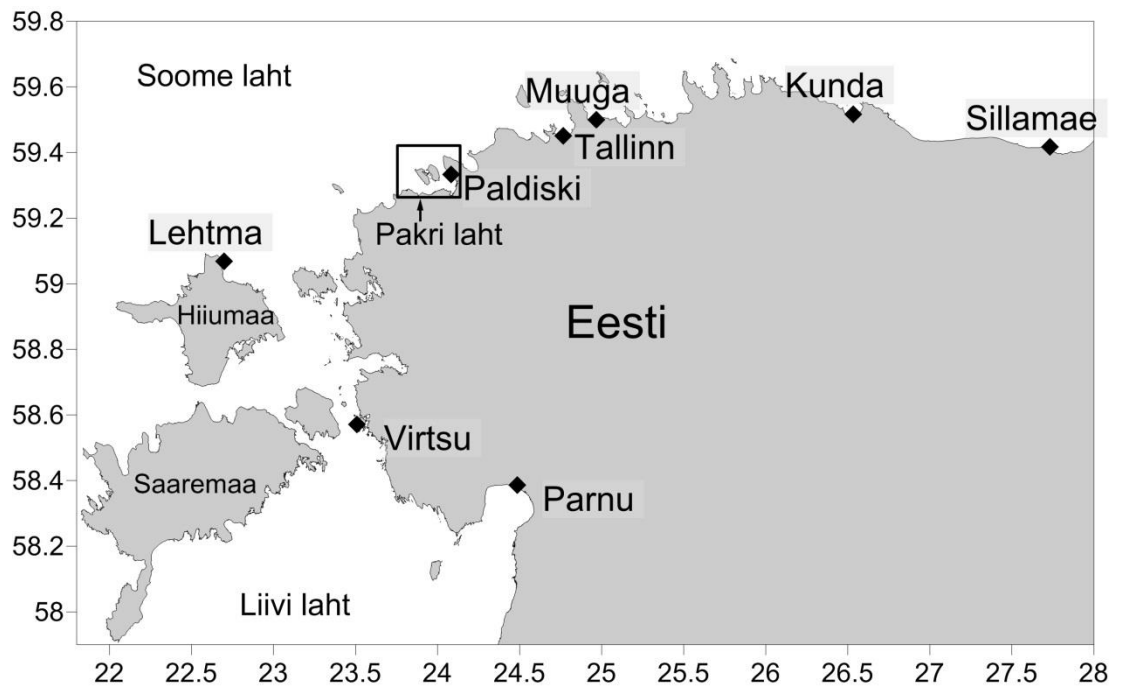 59.8
Soome laht
59.6
Muuga
Kunda
Sillamae
59.4
Tallinn
Paldiski
59.2
Pakri laht
Lehtma
59
Hiiumaa
Eesti
58.8
58.6
Virtsu
Saaremaa
58.4
Parnu
58.2
Liivi laht
58
22 22.5 23 23.5 24 24.5 25 25.5 26 26.5 27 27.5 28